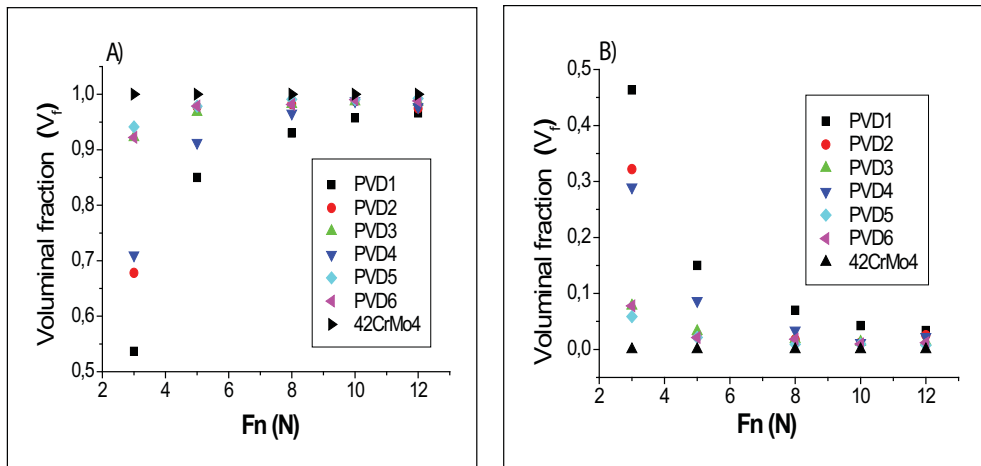 A)
Voluminal fraction (Vf)
1,0
0,9
0,8
0,7
0,6
0,5
PVD1
PVD2
PVD3
PVD4
PVD5
PVD6
42CrMo4
2 4 6 8 10 12
Fn (N)
B)
Voluminal fraction (Vf)
0,5
0,4
0,3
0,2
0,1
0,0
PVD1
PVD2
PVD3
PVD4
PVD5
PVD6
42CrMo4
2 4 6 8 10 12
Fn (N)